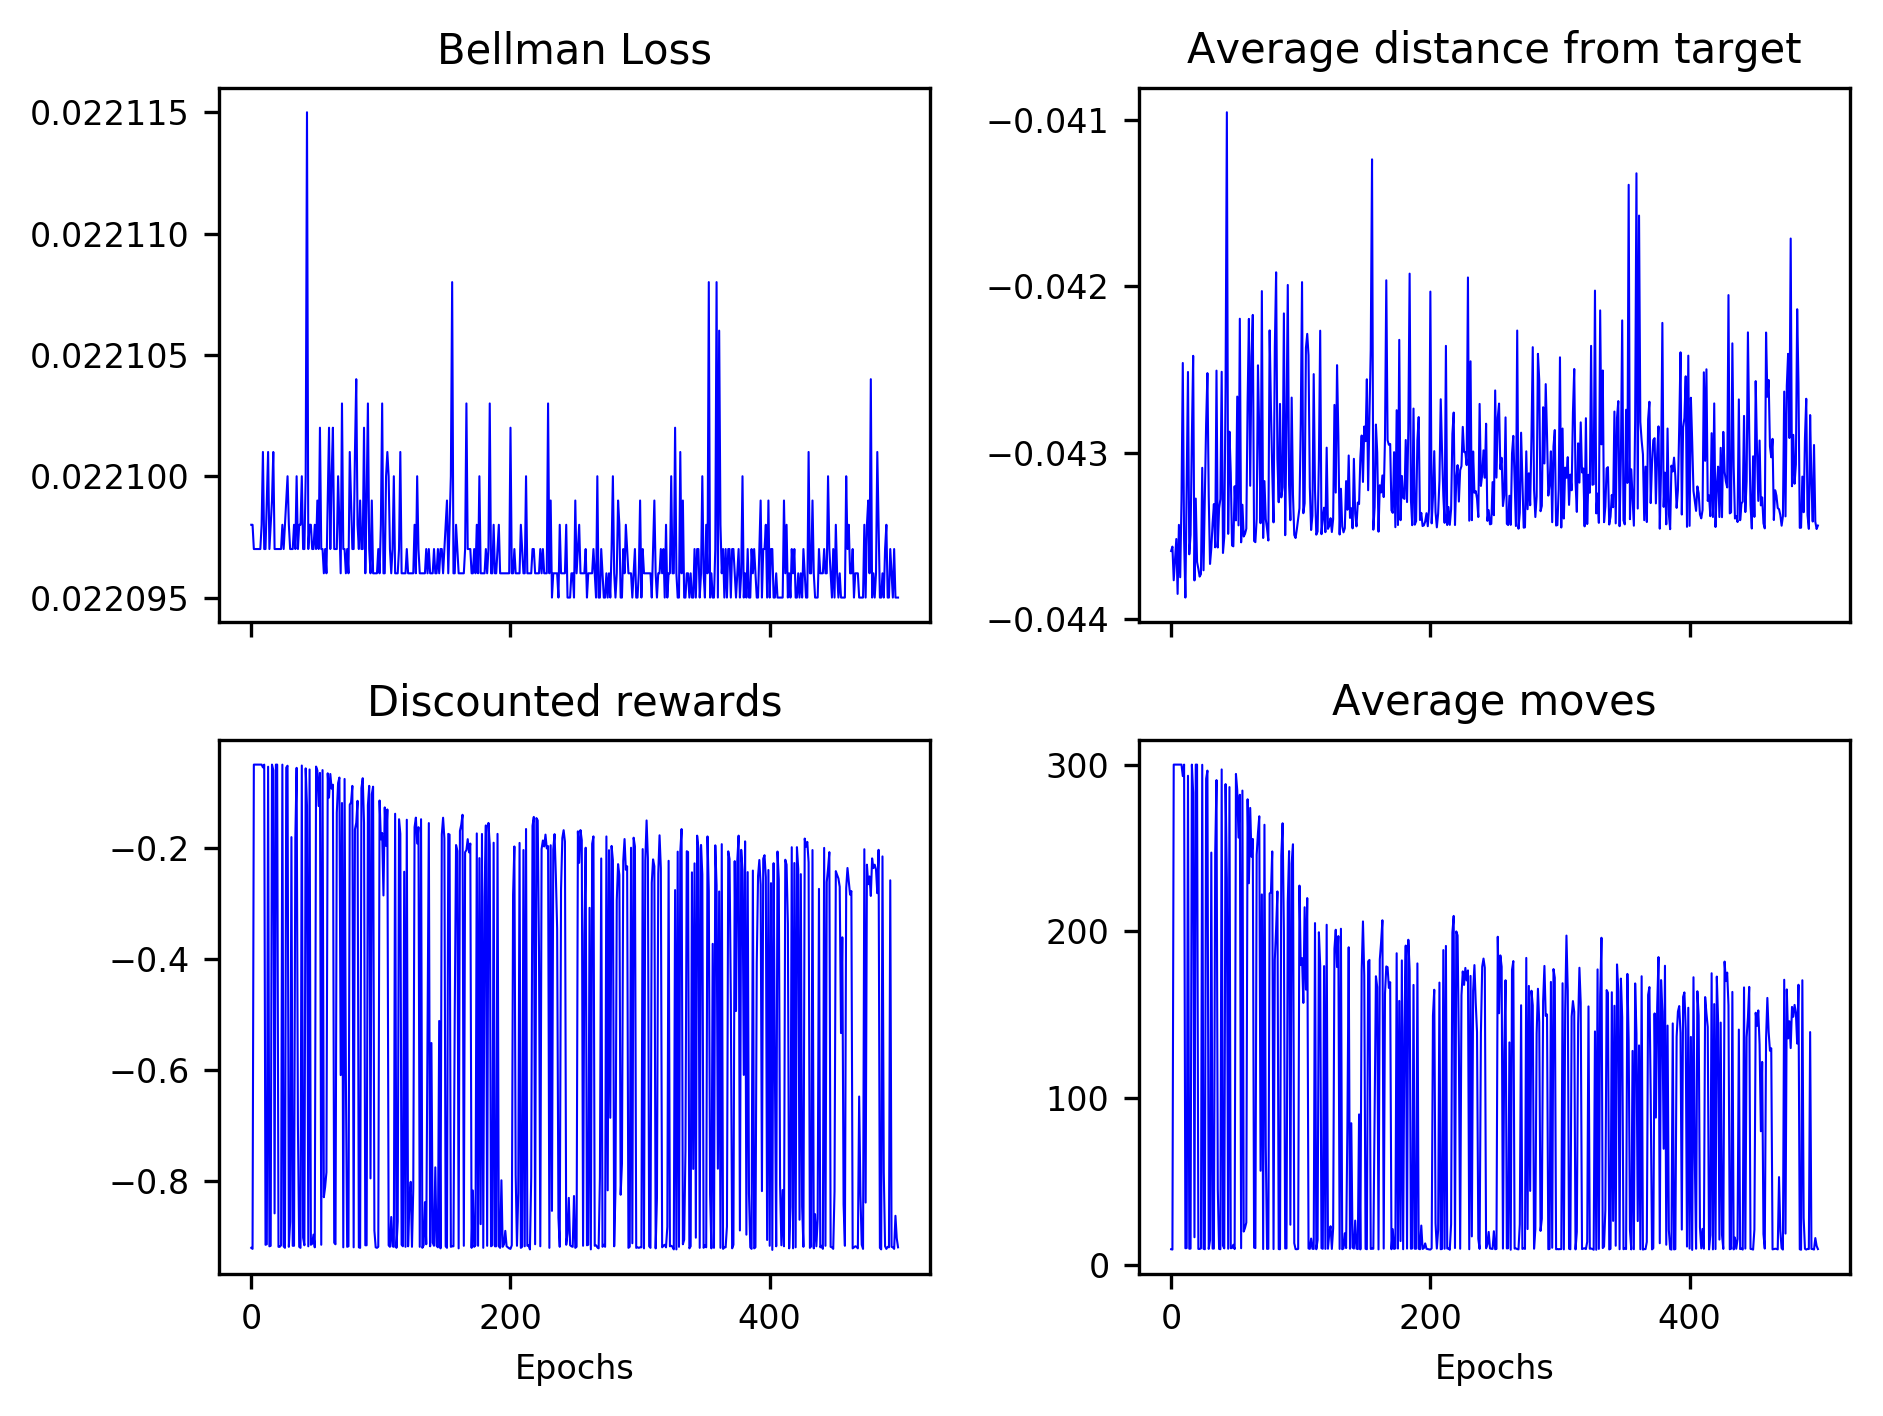 Bellman Loss
0.022115
0.022110
0.022105
0.022100
0.022095
Average distance from target
−0.041
−0.042
−0.043
−0.044
Discounted rewards
−0.2
−0.4
−0.6
−0.8
0 200 400
Epochs
Average moves
300
200
100
0
0 200 400
Epochs